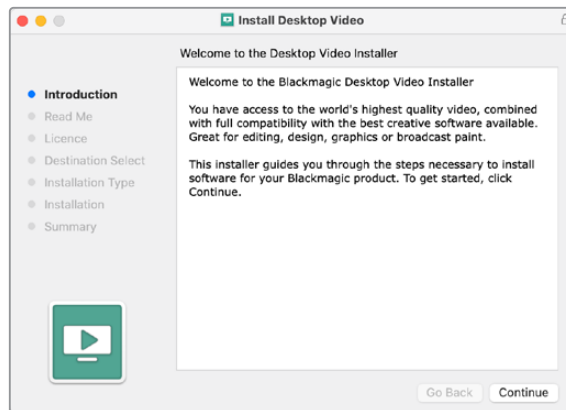 Install Desktop Video
Welcome to the Desktop Video Installer
Introduction
Read Me
Licence
Destination Select
Installation Type
Installation
Summary
Welcome to the Blackmagic Desktop Video Installer
You have access to the world's highest quality video, combined
with full compatibility with the best creative software available.
Great for editing, design, graphics or broadcast paint.
This installer guides you through the steps necessary to install
software for your Blackmagic product. To get started, click
Continue.
Go Back
Continue